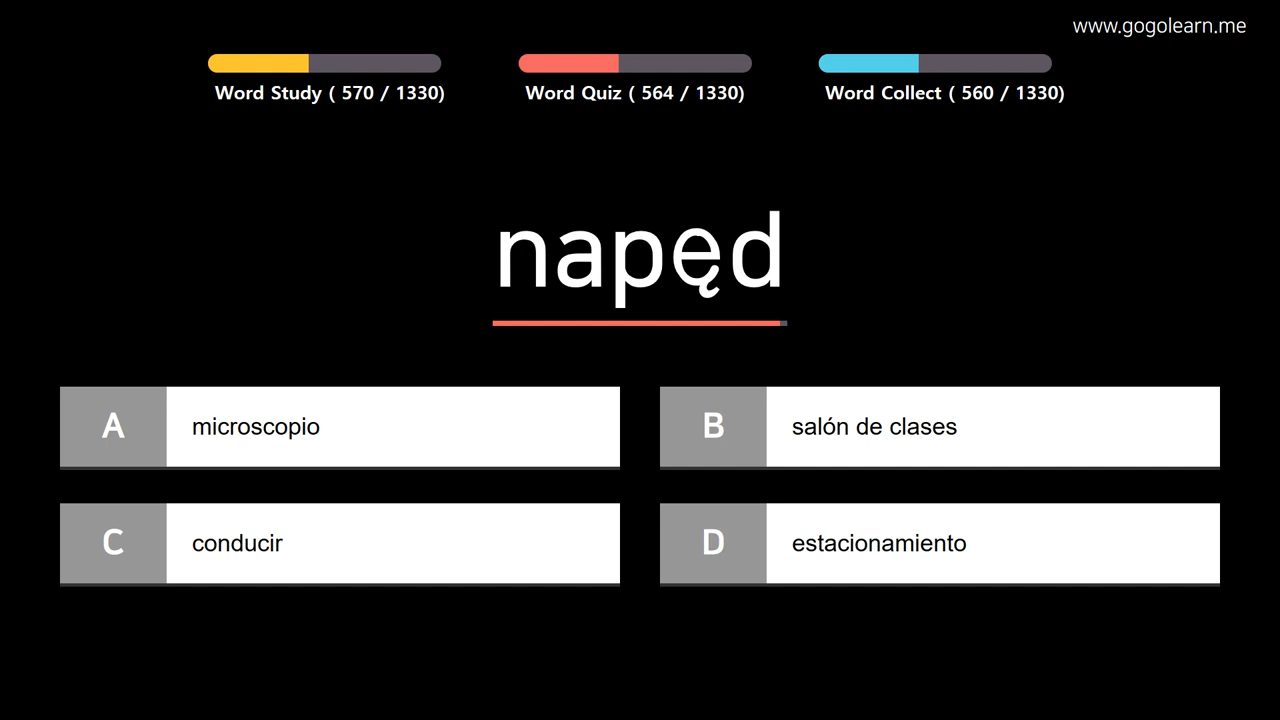 www.gogolearn.me
Word Study ( 570 / 1330)
Word Quiz ( 564 / 1330)
Word Collect ( 560 / 1330)
napęd
A microscopio
B salón de clases
C conducir
D estacionamiento